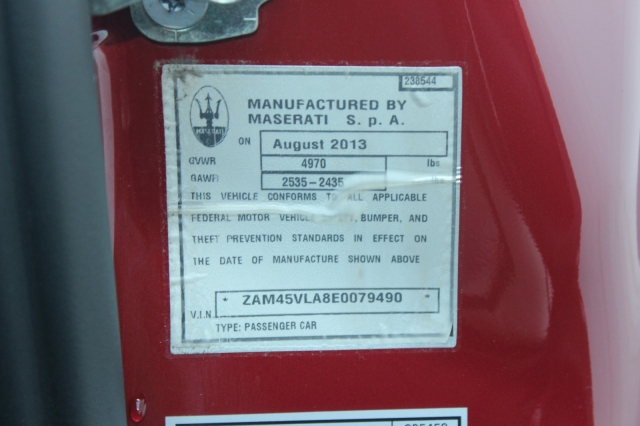 238544
MANUFACTURED BY
MASERATI S. p. A.
MASERATI
ON August 2013
GVWR 4970 lbs
GAWR 2535-2435
THIS VEHICLE CONFORMS TO ALL APPLICABLE
FEDERAL MOTOR VEHICLE BUMPER, AND
THEFT PREVENTION STANDARDS IN EFFECT ON
THE DATE OF MANUFACTURE SHOWN ABOVE
V.I.N. * ZAM45VLA8E0079490 *
TYPE: PASSENGER CAR